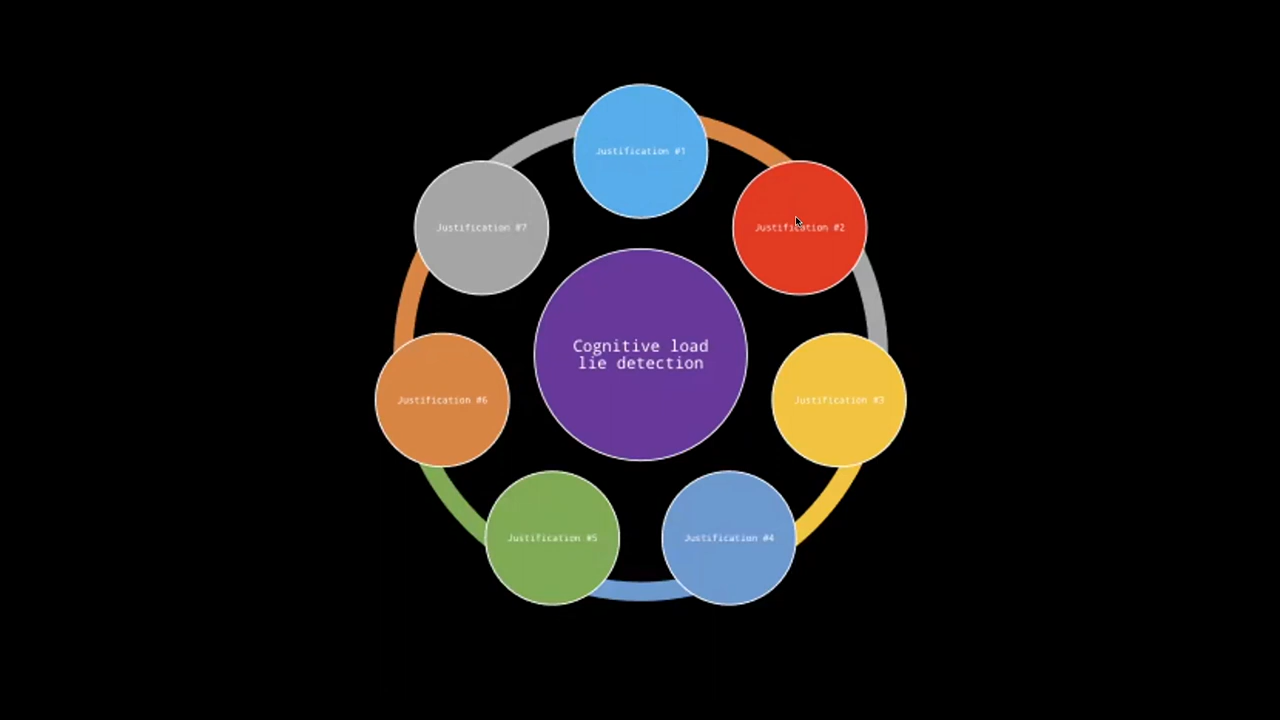 Justification #1
Justification #7
Justification #2
Cognitive load
lie detection
Justification #6
Justification #3
Justification #5
Justification #4